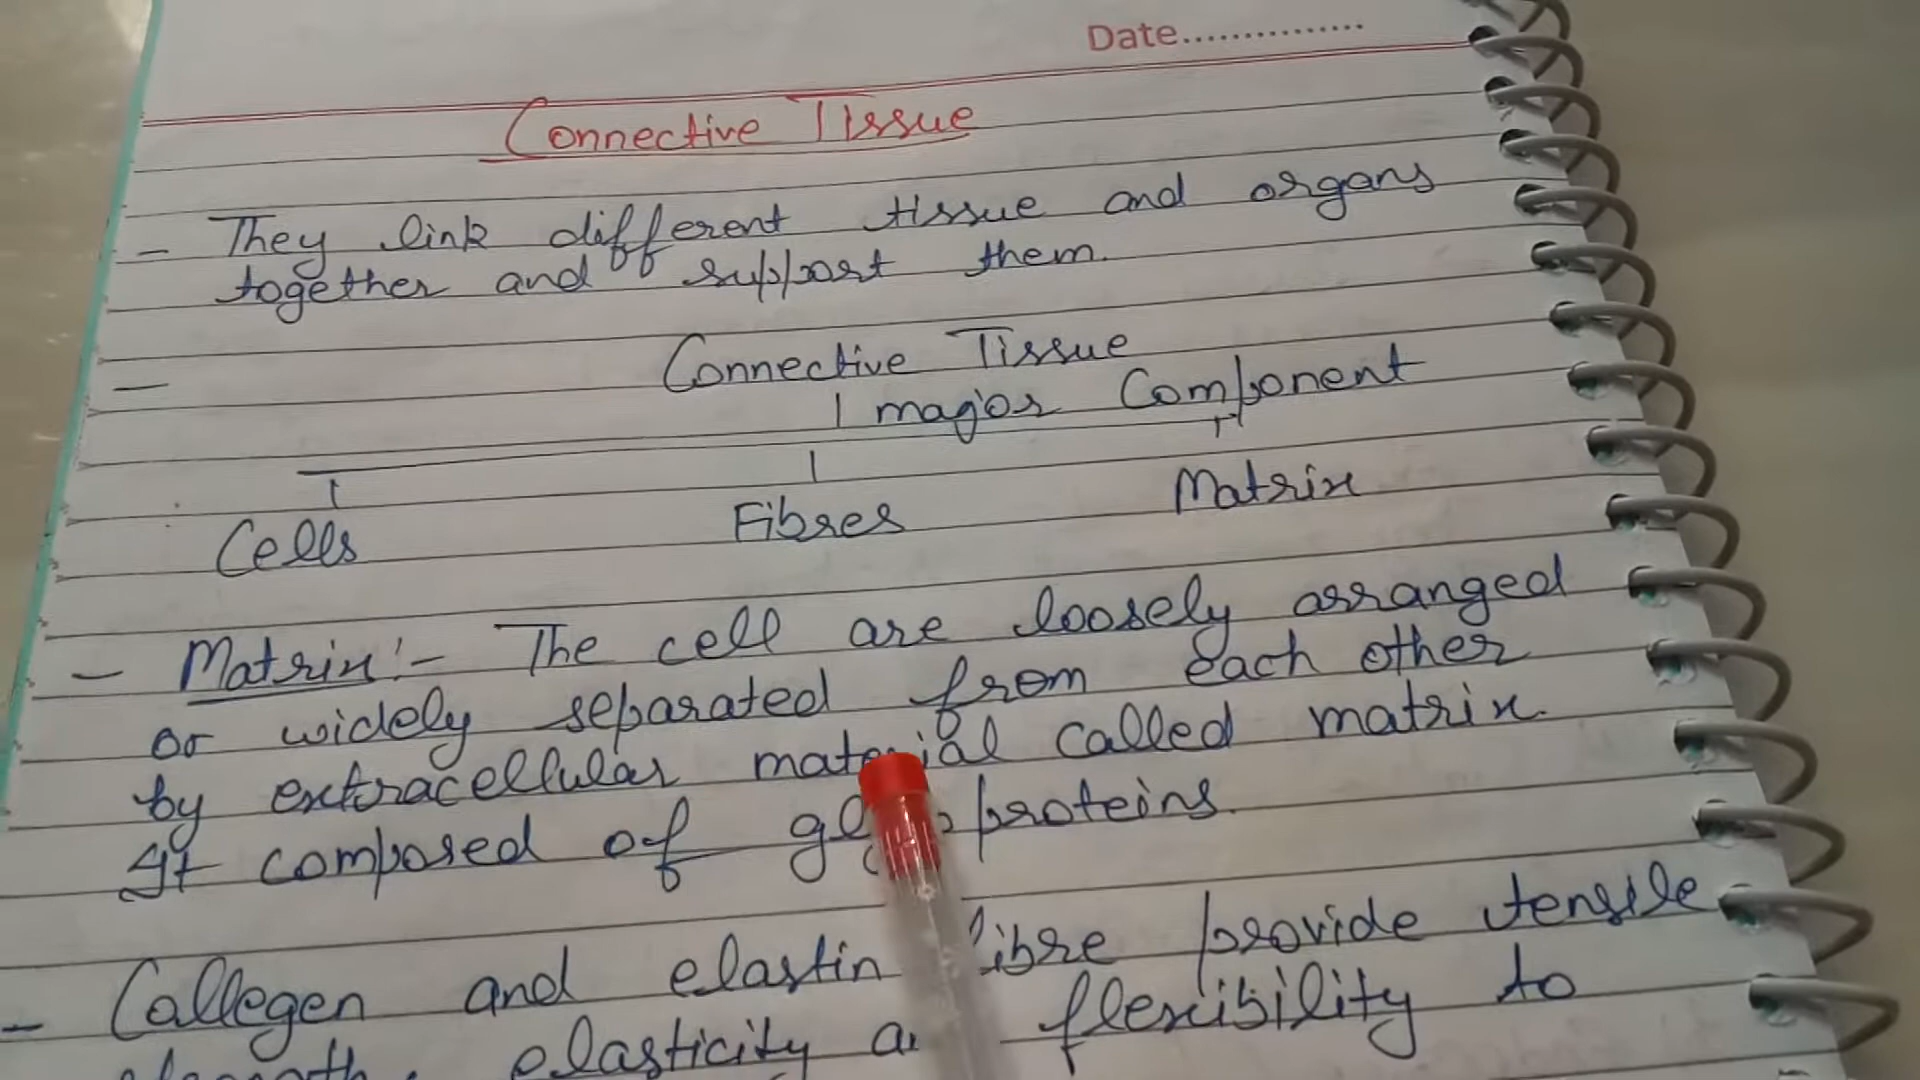 Date...............
Connective Tissue
- They link different tissue and organs
together and support them.
- Connective Tissue
major Component
Cells Fibres Matrix
- Matrix:- The cell are loosely arranged
or widely separated from each other
by extracellular material called matrix.
It composed of proteins.
- Collegen and elastin provide tensile
elasticity flexibility to